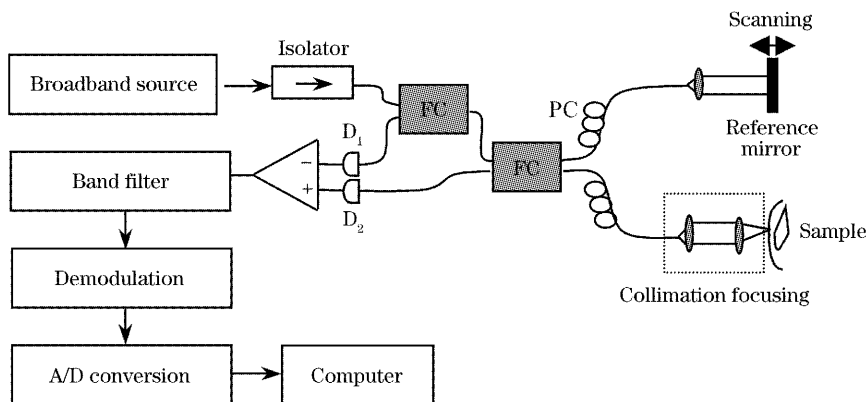 Scanning
Isolator
Broadband source
FC
PC
Reference
mirror
D1
−
+
D2
FC
Band filter
Sample
Demodulation
Collimation focusing
A/D conversion
Computer